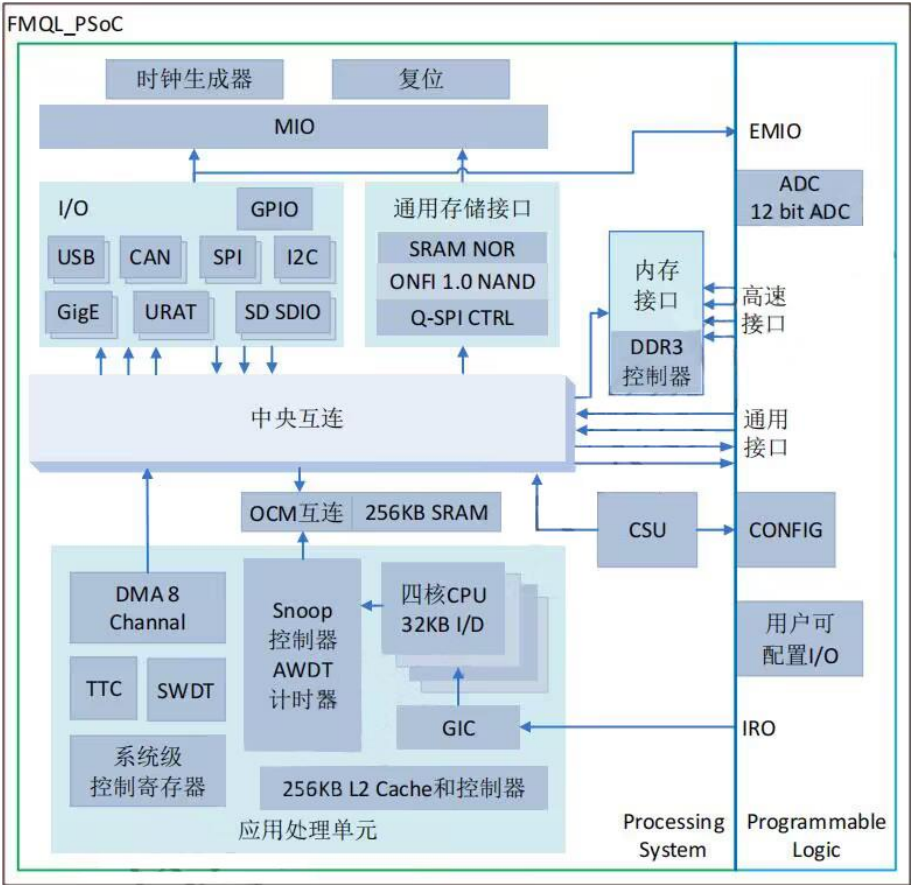 FMQL_PSoC
时钟生成器
复位
MIO
EMIO
ADC
12 bit ADC
I/O
GPIO
USB
CAN
SPI
I2C
GigE
URAT
SD SDIO
通用存储接口
SRAM NOR
ONFI 1.0 NAND
Q-SPI CTRL
内存
接口
DDR3
控制器
高速
接口
中央互连
通用
接口
OCM互连
256KB SRAM
CSU
CONFIG
DMA 8
Channal
Snoop
控制器
AWDT
计时器
四核CPU
32KB I/D
用户可
配置I/O
TTC
SWDT
GIC
IRO
系统级
控制寄存器
256KB L2 Cache和控制器
应用处理单元
Processing
System
Programmable
Logic